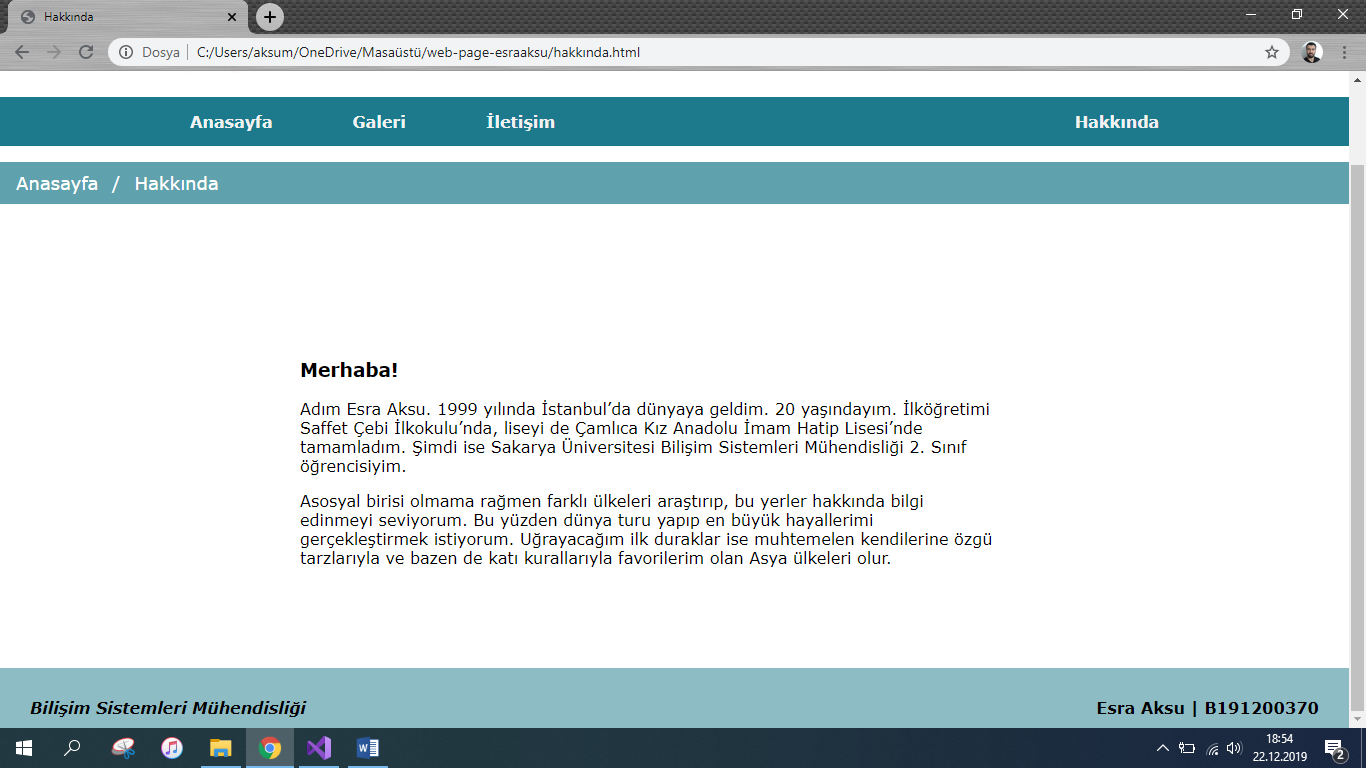 Hakkında
Dosya C:/Users/aksum/OneDrive/Masaüstü/web-page-esraaksu/hakkında.html
Anasayfa Galeri İletişim Hakkında
Anasayfa / Hakkında
Merhaba!
Adım Esra Aksu. 1999 yılında İstanbul’da dünyaya geldim. 20 yaşındayım. İlköğretimi
Saffet Çebi İlkokulu’nda, liseyi de Çamlıca Kız Anadolu İmam Hatip Lisesi’nde
tamamladım. Şimdi ise Sakarya Üniversitesi Bilişim Sistemleri Mühendisliği 2. Sınıf
öğrencisiyim.
Asosyal birisi olmama rağmen farklı ülkeleri araştırıp, bu yerler hakkında bilgi
edinmeyi seviyorum. Bu yüzden dünya turu yapıp en büyük hayallerimi
gerçekleştirmek istiyorum. Uğrayacağım ilk duraklar ise muhtemelen kendilerine özgü
tarzlarıyla ve bazen de katı kurallarıyla favorilerim olan Asya ülkeleri olur.
Bilişim Sistemleri Mühendisliği Esra Aksu | B191200370
18:54
22.12.2019
2